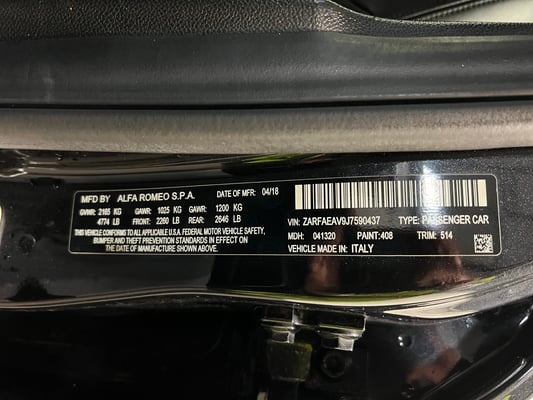 MFD BY ALFA ROMEO S.P.A. DATE OF MFR: 04/18
GVWR: 2165 KG GAWR: 1025 KG GAWR: 1200 KG
4774 LB FRONT: 2260 LB REAR: 2646 LB
THIS VEHICLE CONFORMS TO ALL APPLICABLE U.S.A. FEDERAL MOTOR VEHICLE SAFETY,
BUMPER AND THEFT PREVENTION STANDARDS IN EFFECT ON
THE DATE OF MANUFACTURE SHOWN ABOVE.
VIN: ZARFAEAV9J7590437 TYPE: PASSENGER CAR
MDH: 041320 PAINT: 408 TRIM: 514
VEHICLE MADE IN: ITALY